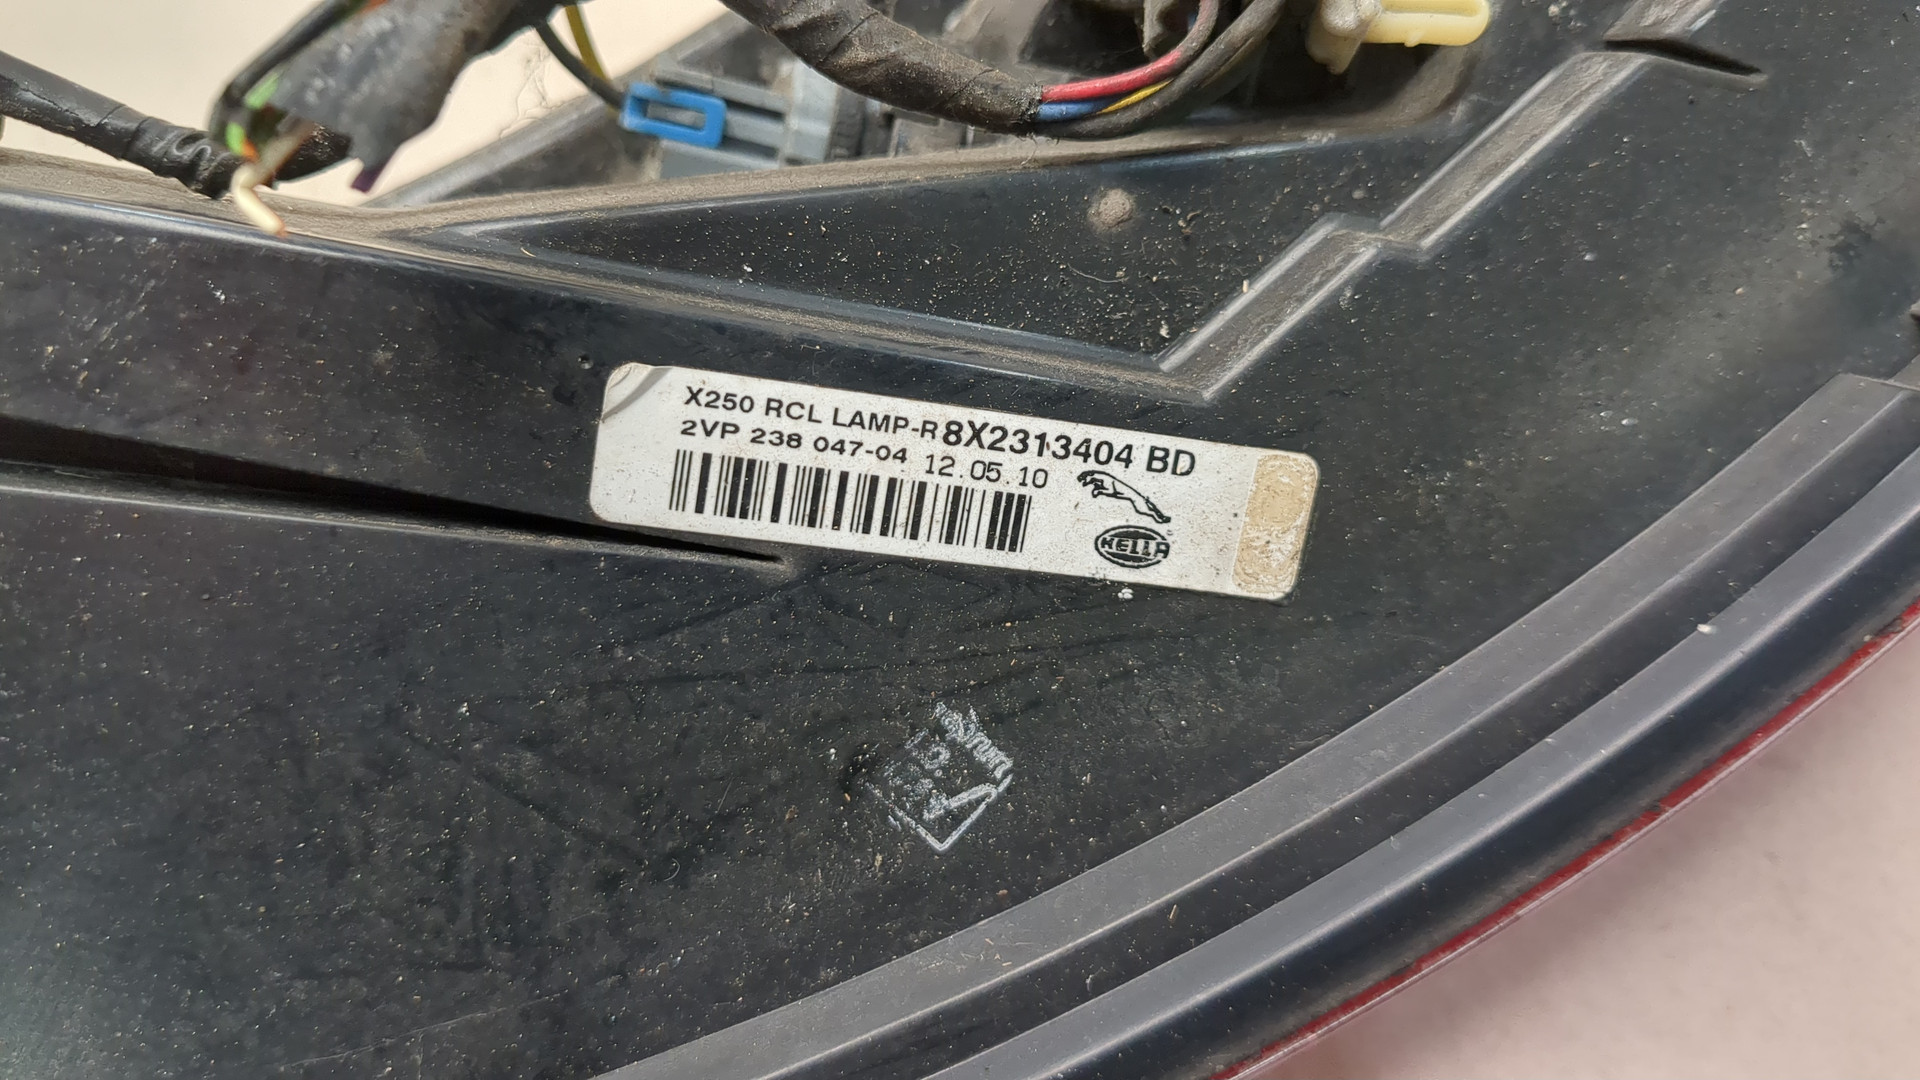 X250 RCL LAMP-R 8X2313404 BD
2VP 238 047-04 12.05.10
HELLA